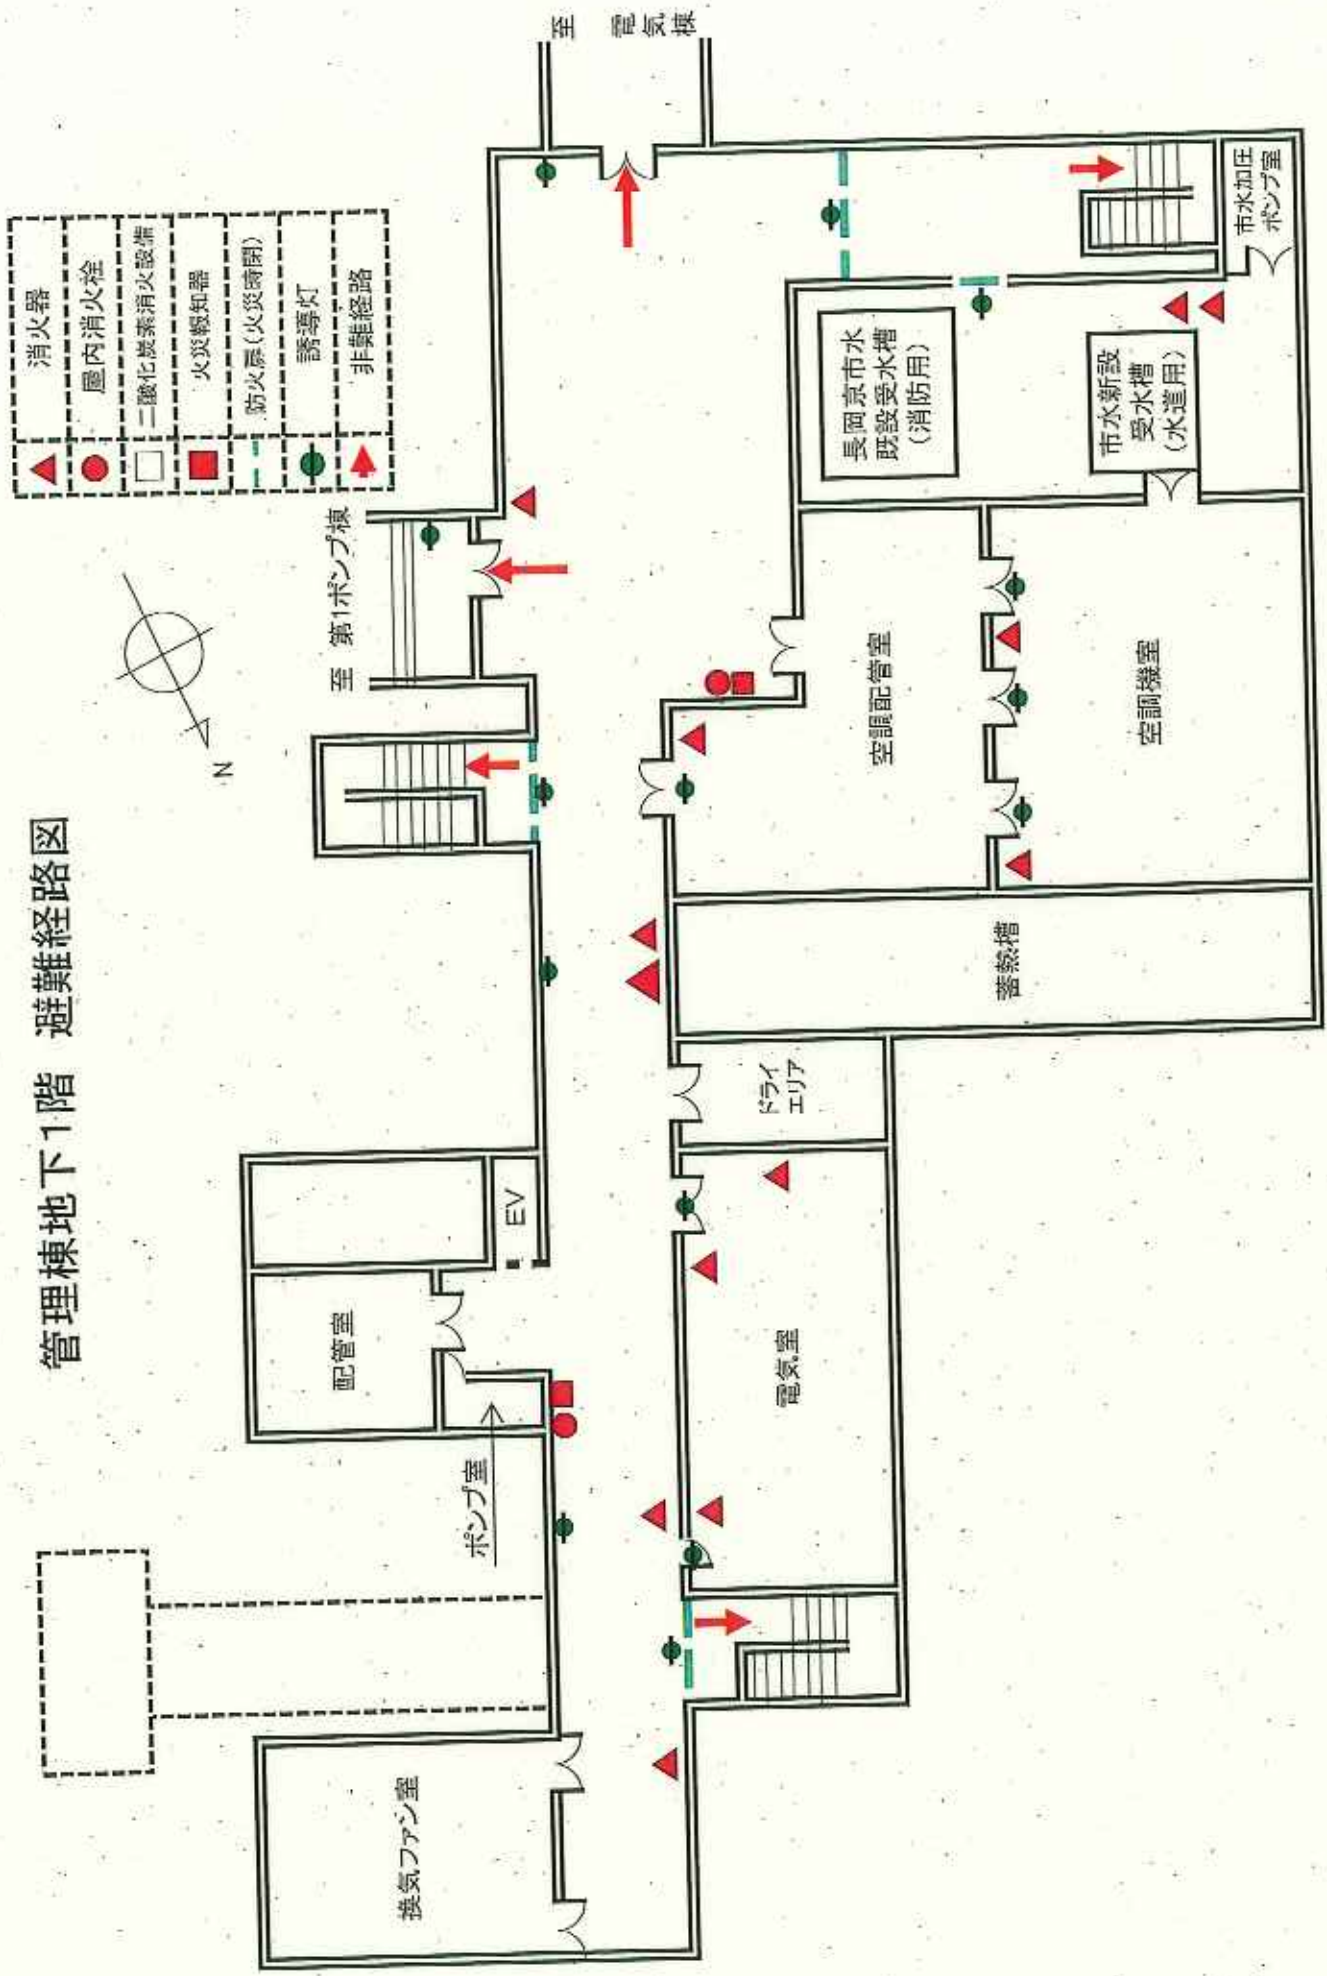 管理棟地下1階 避難経路図
消火器
屋内消火栓
二酸化炭素消火設備
火災報知器
防火扉(火災時閉)
誘導灯
非難経路
N
至 第1ポンプ棟
至 電気棟
換気ファン室
配管室
EV
ポンプ室
電気室
ドライ
エリア
蓄熱槽
空調配管室
空調機室
長岡京市水
既設受水槽
(消防用)
市水新設
受水槽
(水道用)
市水加圧
ポンプ室